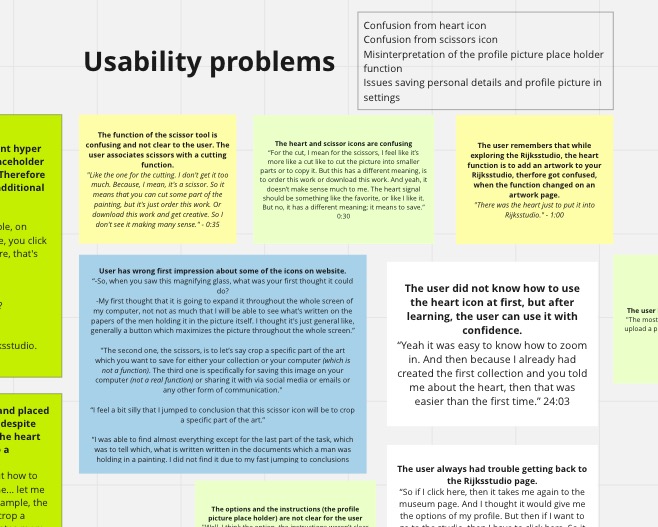 Usability problems
Confusion from heart icon
Confusion from scissors icon
Misinterpretation of the profile picture place holder
function
Issues saving personal details and profile picture in
settings
nt hyper
aceholder
Therefore
additional
ole, on
e, you click
re, that's
?
ksstudio.
The function of the scissor tool is
confusing and not clear to the user. The
user associates scissors with a cutting
function.
"Like the one for the cutting. I don't get it too
much. Because, I mean, it's a scissor. So it
means that you can cut some part of the
painting, but it's just order this work. Or
download this work and get creative. So I
don't see it making many sense." - 0:35
The heart and scissor icons are confusing
"For the cut, I mean for the scissors, I feel like it's
more like a cut like to cut the picture into smaller
parts or to copy it. But this has a different meaning, is
to order this work or download this work. And yeah, it
doesn't make sense much to me. The heart signal
should be something like the favorite, or like I like it.
But no, it has a different meaning; it means to save."
0:30
The user remembers that while
exploring the Rijksstudio, the heart
function is to add an artwork to your
Rijksstudio, therfore got confused,
when the function changed on an
artwork page.
"There was the heart just to put it into
Rijksstudio." - 1:00
User has wrong first impression about some of the icons on website.
"-So, when you saw this magnifying glass, what was your first thought it could
do?
-My first thought that it is going to expand it throughout the whole screen of
my computer, not not as much that I will be able to see what's written on the
papers of the men holding it in the picture itself. I thought it's just like general,
generally a button which maximizes the picture throughout the whole screen."
"The second one, the scissors, is to let's say crop a specific part of the art
which you want to save for either your collection or your computer (which is
not a function). The third one is specifically for saving this image on your
computer (not a real function) or sharing it with via social media or emails or
any other form of communication."
"I feel a bit silly that I jumped to conclusion that this scissor icon will be to crop
a specific part of the art."
"I was able to find almost everything except for the last part of the task, which
was to tell which, what is written written in the documents which a man was
holding in a painting. I did not find it due to my fast jumping to conclusions
The user did not know how to use
the heart icon at first, but after
learning, the user can use it with
confidence.
"Yeah it was easy to know how to zoom
in. And then because I already had
created the first collection and you told
me about the heart, then that was
easier than the first time." 24:03
The user
"The most
upload a p
and placed
despite
he heart
o a
t how to
se... let me
ample, the
crop a
The options and the instructions (the profile
picture place holder) are not clear for the user
The user always had trouble getting back to
the Rijksstudio page.
"So if I click here, then it takes me again to the
museum page. And I thought it would give me
the options of my profile. But then if I want to